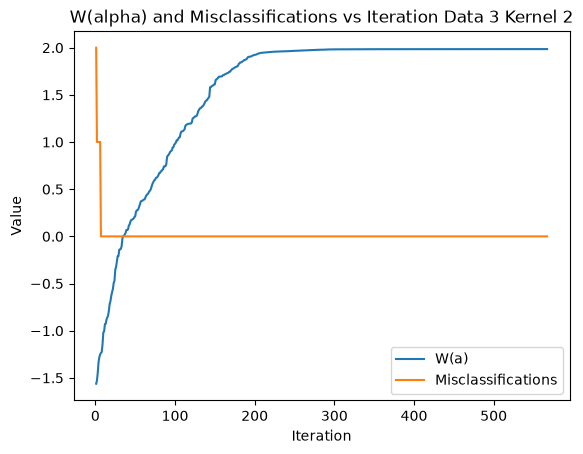 W(alpha) and Misclassifications vs Iteration Data 3 Kernel 2
2.0
1.5
1.0
0.5
0.0
−0.5
−1.0
−1.5
Value
0 100 200 300 400 500
Iteration
W(a)
Misclassifications